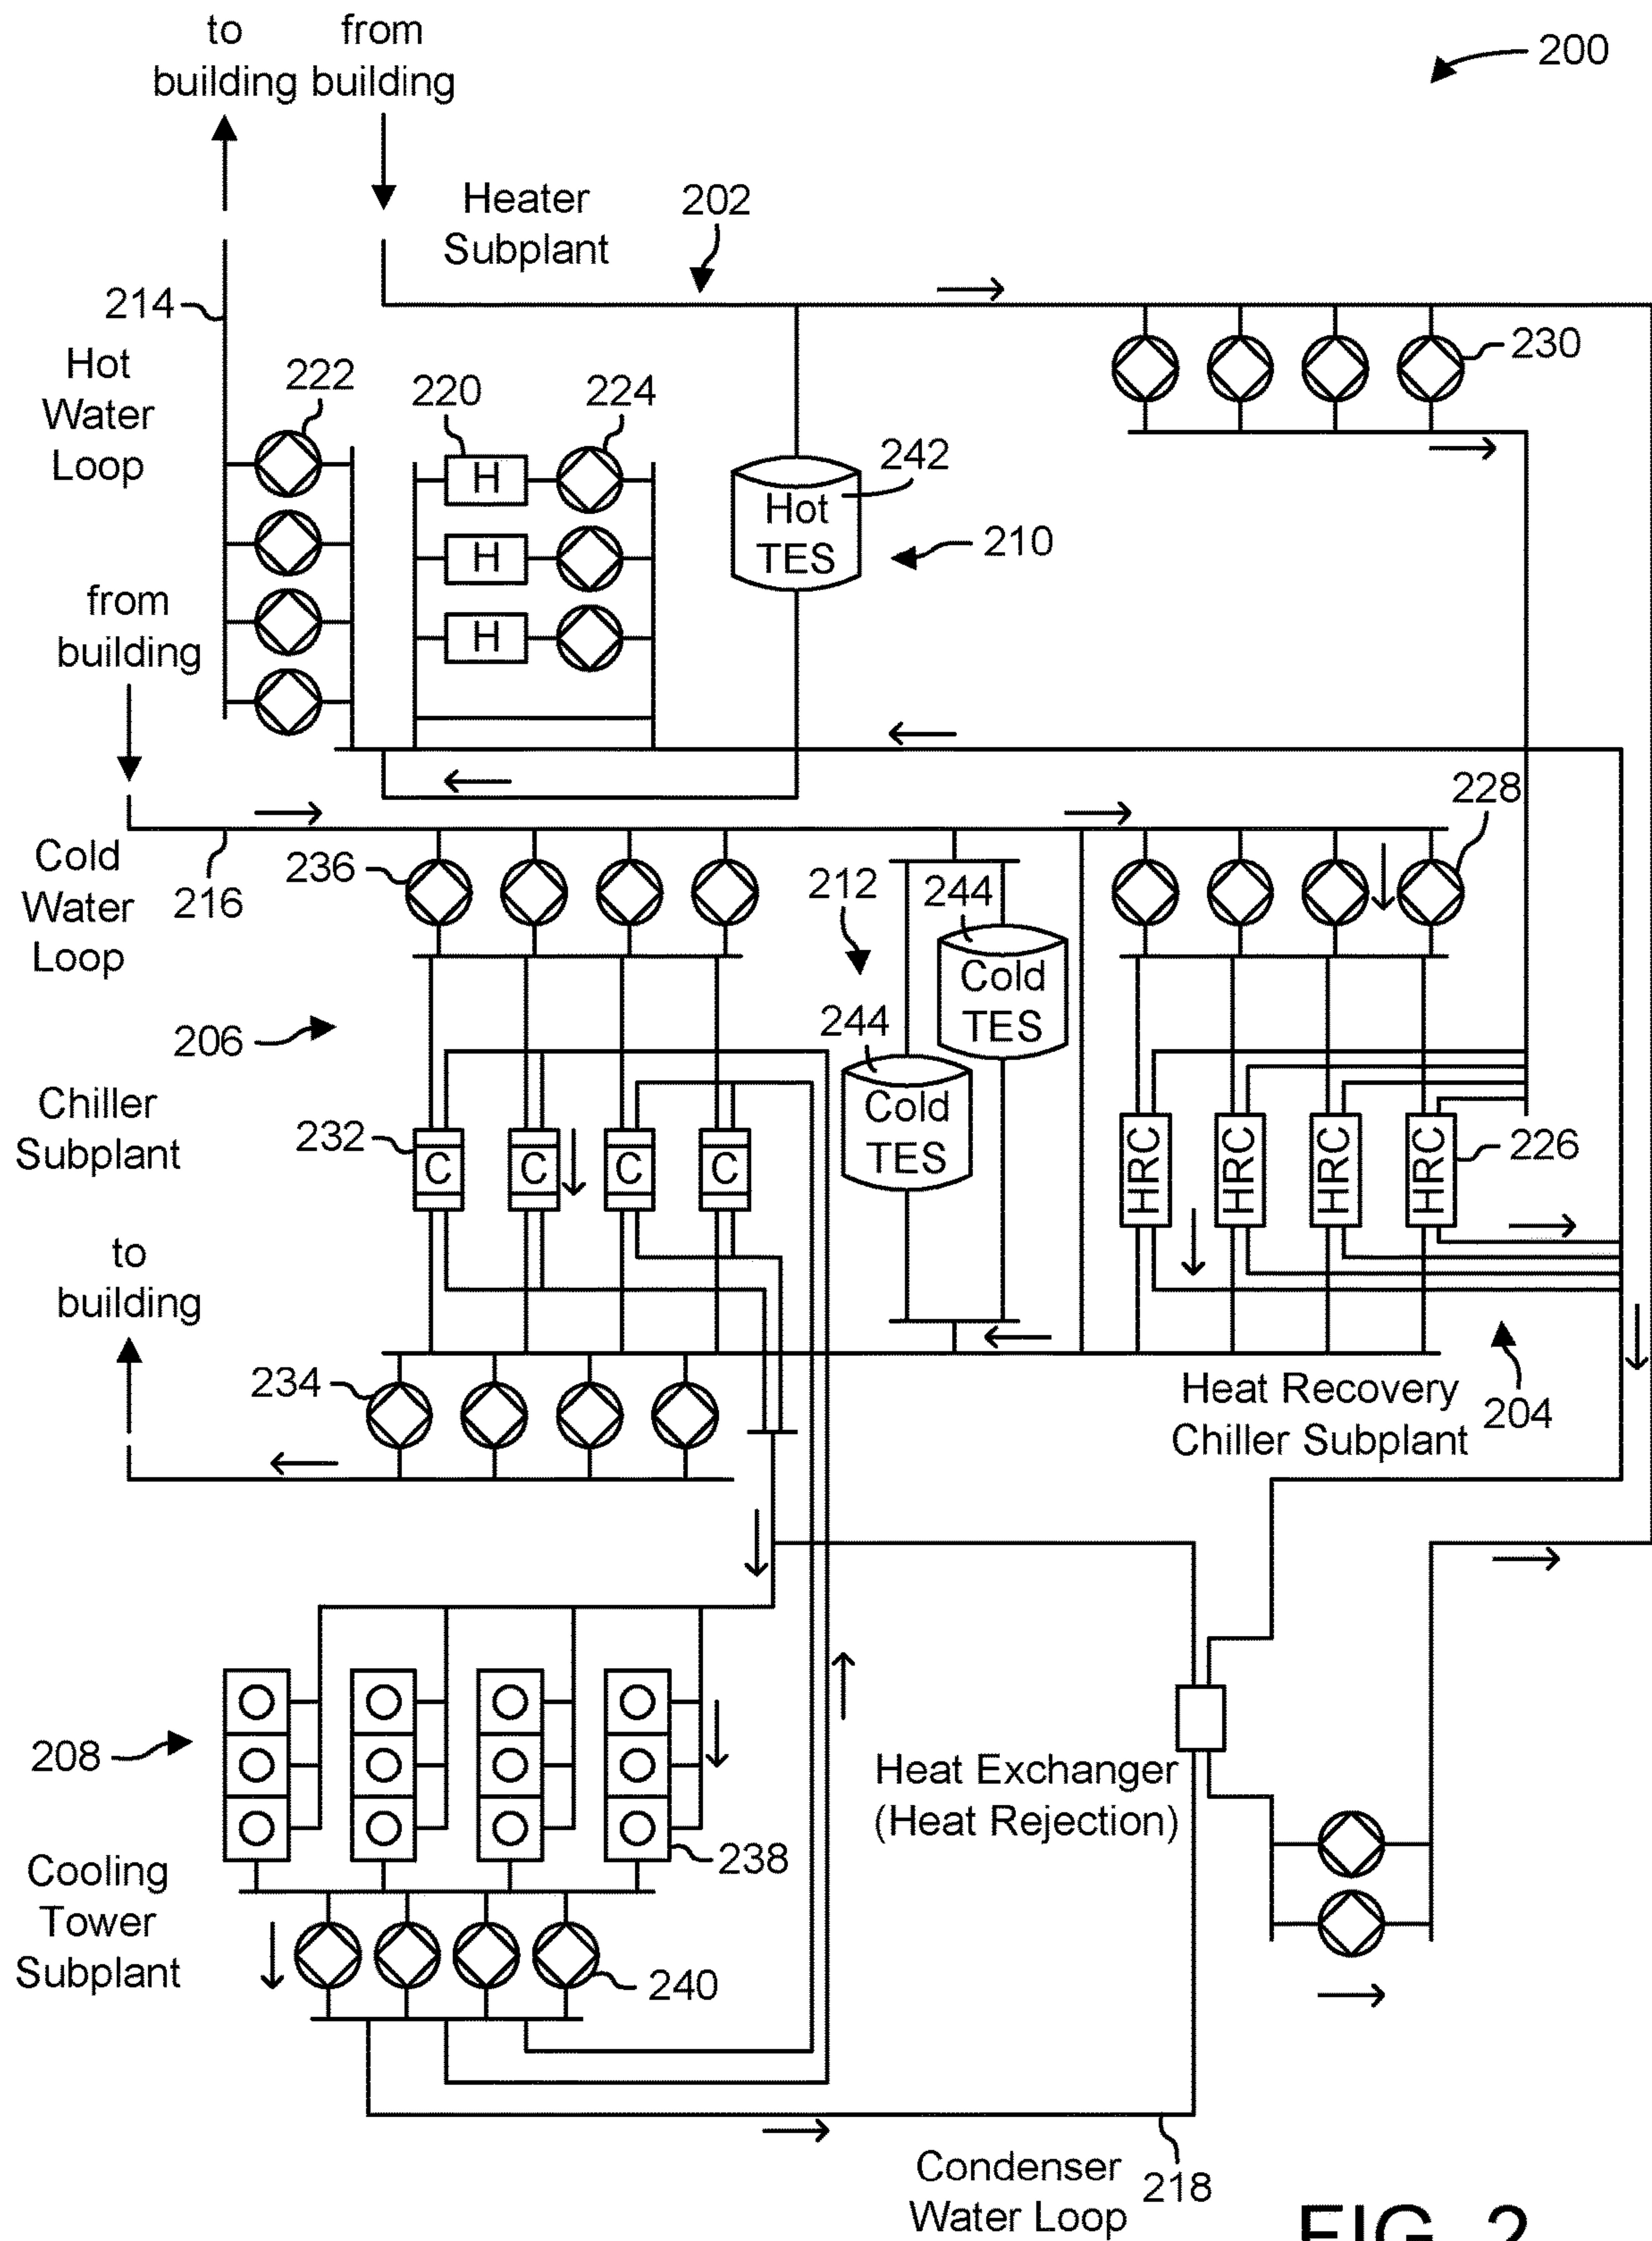 to from
building building
200
Heater
Subplant
202
214
Hot
Water
Loop
222
220
224
230
H
H
H
Hot
TES
242
210
from
building
228
Cold
Water
Loop
216
236
212
244
Cold
TES
244
Cold
TES
206
Chiller
Subplant
232
C
C
C
C
HRC
HRC
HRC
HRC
226
to
building
234
Heat Recovery
Chiller Subplant
204
208
Heat Exchanger
(Heat Rejection)
238
Cooling
Tower
Subplant
240
Condenser
Water Loop
218
FIG. 2